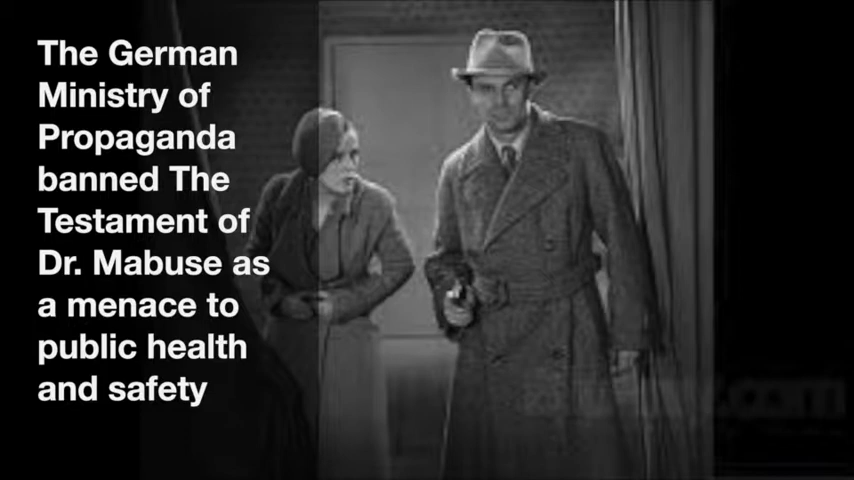 The German
Ministry of
Propaganda
banned The
Testament of
Dr. Mabuse as
a menace to
public health
and safety